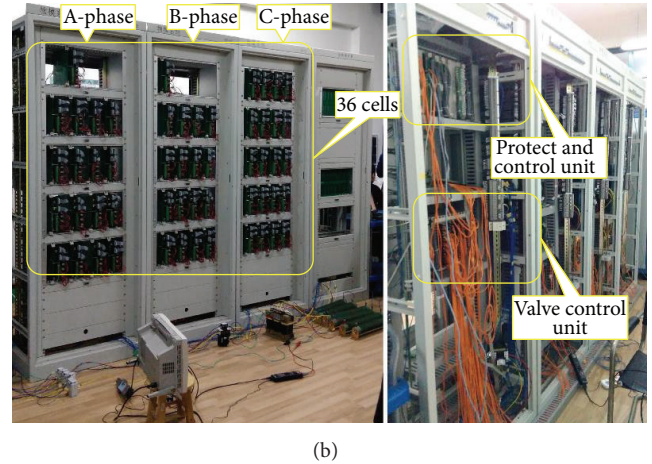 A-phase
B-phase
C-phase
36 cells
Protect and
control unit
Valve control
unit
(b)